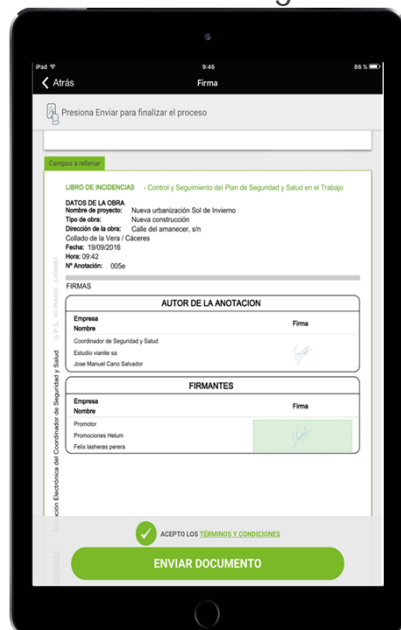 iPad
9:46
86 %
Atrás
Firma
Presiona Enviar para finalizar el proceso
Campos a rellenar
LIBRO DE INCIDENCIAS - Control y Seguimiento del Plan de Seguridad y Salud en el Trabajo
DATOS DE LA OBRA
Nombre de proyecto: Nueva urbanización Sol de Invierno
Tipo de obra: Nueva construcción
Dirección de la obra: Calle del amanecer, s/n
Collado de la Vera / Cáceres
Fecha: 19/09/2016
Hora: 09:42
Nº Anotación: 005e
FIRMAS
AUTOR DE LA ANOTACION
Empresa
Nombre
Firma
Coordinador de Seguridad y Salud
Estudio vianite sa
Jose Manuel Cano Salvador
FIRMANTES
Empresa
Nombre
Firma
Promotor
Promociones Helum
Felix lasheras perera
Electrónica del Coordinador de Seguridad y Salud
G.P.S.
ACEPTO LOS TÉRMINOS Y CONDICIONES
ENVIAR DOCUMENTO